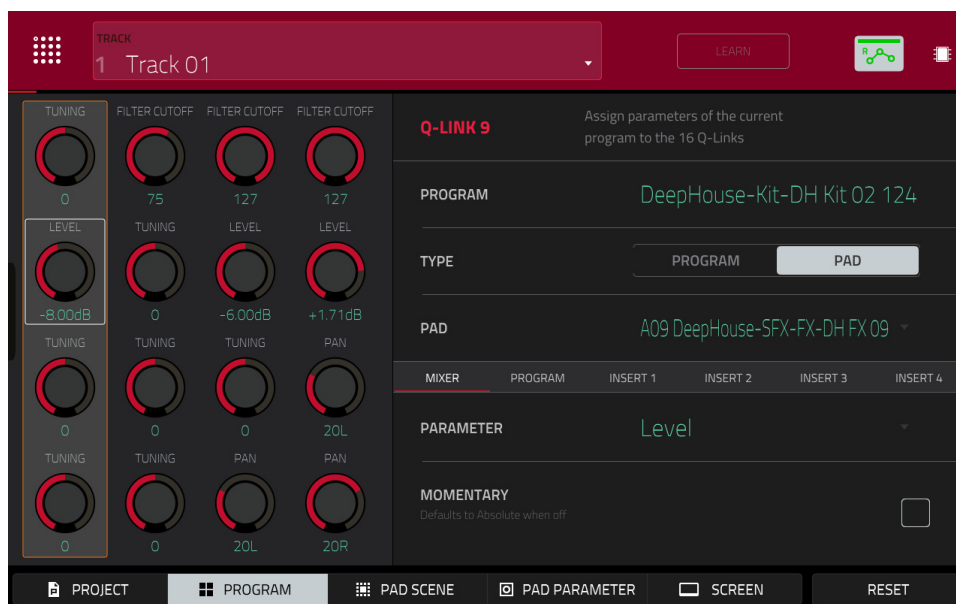 TRACK
1 Track 01
LEARN
R
TUNING FILTER CUTOFF FILTER CUTOFF FILTER CUTOFF
0 75 127 127
LEVEL TUNING LEVEL LEVEL
-8.00dB 0 -6.00dB +1.71dB
TUNING TUNING TUNING PAN
0 0 0 20L
TUNING TUNING PAN PAN
0 0 20L 20R
Q-LINK 9
Assign parameters of the current
program to the 16 Q-Links
PROGRAM DeepHouse-Kit-DH Kit 02 124
TYPE PROGRAM PAD
PAD A09 DeepHouse-SFX-FX-DH FX 09
MIXER PROGRAM INSERT 1 INSERT 2 INSERT 3 INSERT 4
PARAMETER Level
MOMENTARY
Defaults to Absolute when off
P PROJECT PROGRAM PAD SCENE PAD PARAMETER SCREEN RESET